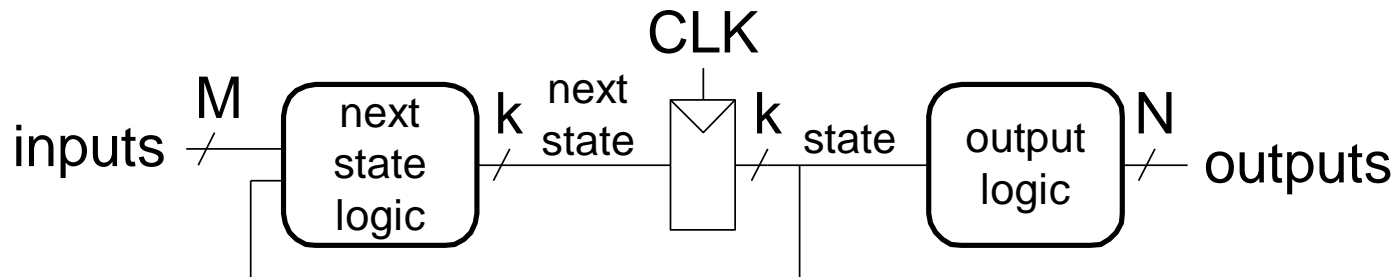 CLK
inputs
M
next
state
logic
k
next
state
k
state
output
logic
N
outputs